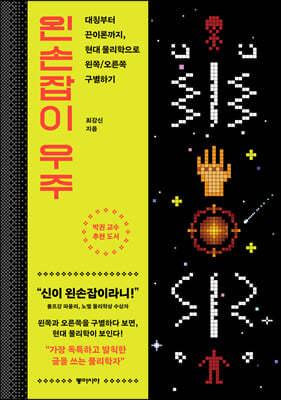 왼손잡이 우주
대칭부터
끈이론까지,
현대 물리학으로
왼쪽/오른쪽
구별하기
최강신
지음
박권 교수
추천 도서
“신이 왼손잡이라니!”
볼프강 파울리, 노벨 물리학상 수상자
왼쪽과 오른쪽을 구별하다 보면,
현대 물리학이 보인다!
“가장 독특하고 발칙한
글을 쓰는 물리학자”
동아시아